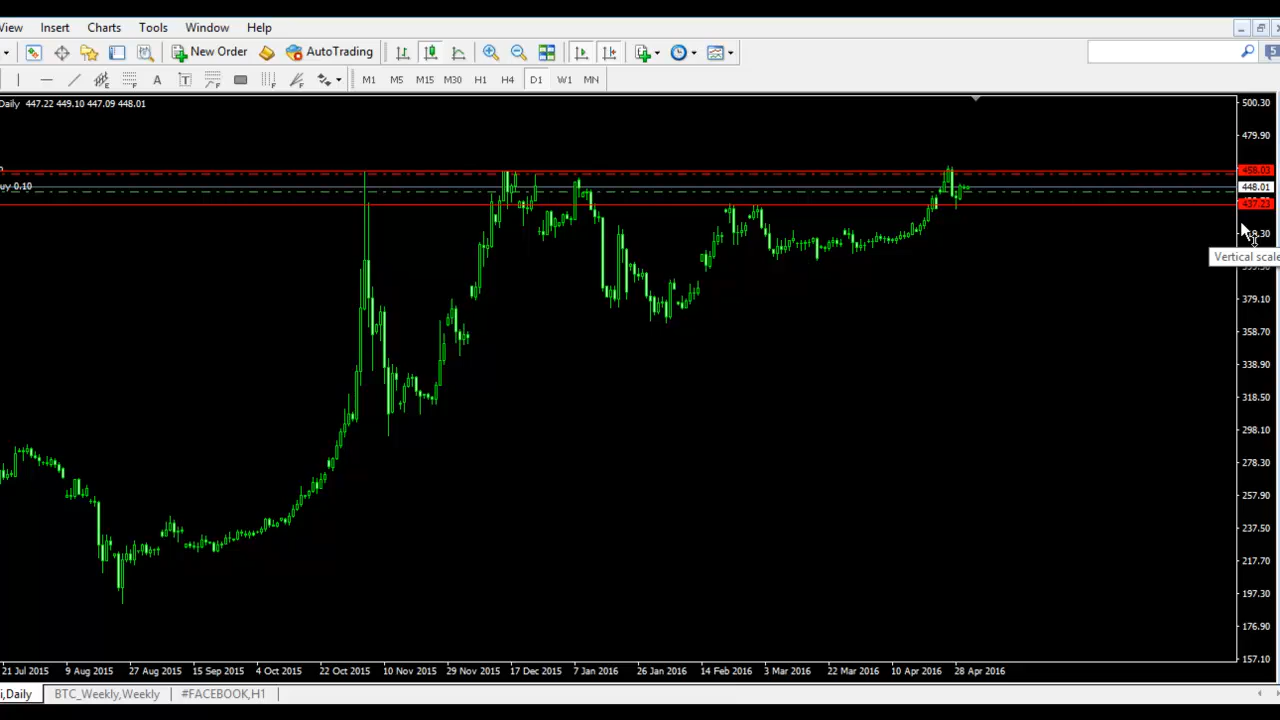 View Insert Charts Tools Window Help
New Order AutoTrading
5
A T M1 M5 M15 M30 H1 H4 D1 W1 MN
Daily 447.22 449.10 447.09 448.01
500.30
479.90
458.03
buy 0.10
448.01
437.23
Vertical scale
379.10
358.70
338.90
318.50
298.10
278.30
257.90
237.50
217.70
197.30
176.90
157.10
21 Jul 2015 9 Aug 2015 27 Aug 2015 15 Sep 2015 4 Oct 2015 22 Oct 2015 10 Nov 2015 29 Nov 2015 17 Dec 2015 7 Jan 2016 26 Jan 2016 14 Feb 2016 3 Mar 2016 22 Mar 2016 10 Apr 2016 28 Apr 2016
i,Daily BTC_Weekly,Weekly #FACEBOOK,H1